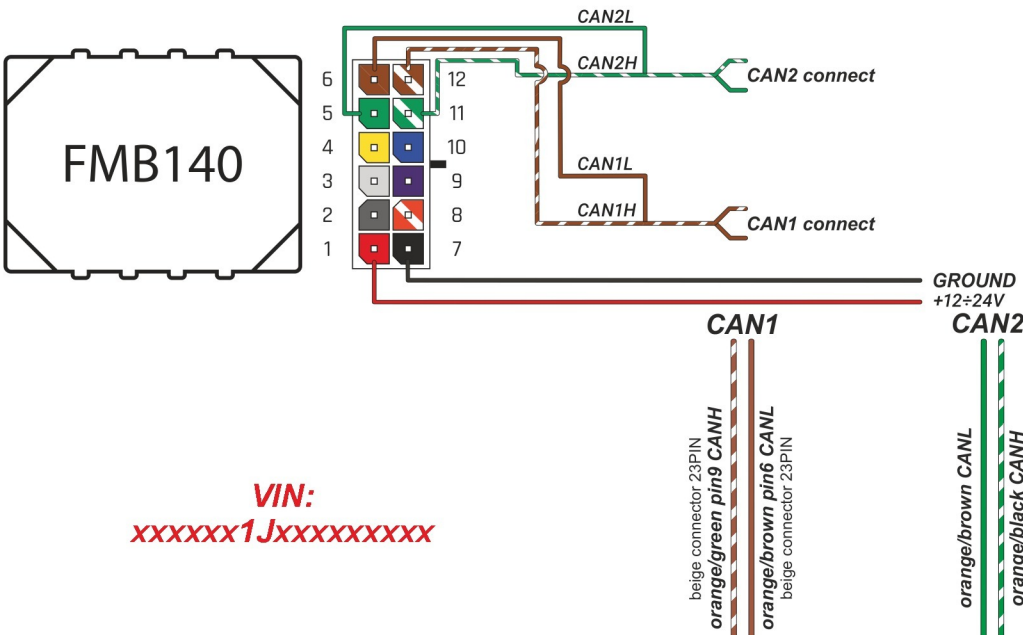 CAN2L
CAN2H
CAN2 connect
6 12
5 11
4 10
3 9
2 8
1 7
FMB140
CAN1L
CAN1H
CAN1 connect
GROUND
+12÷24V
CAN1
CAN2
beige connector 23PIN
orange/green pin9 CANH
orange/brown pin6 CANL
beige connector 23PIN
orange/brown CANL
orange/black CANH
VIN:
xxxxxx1Jxxxxxxxxx